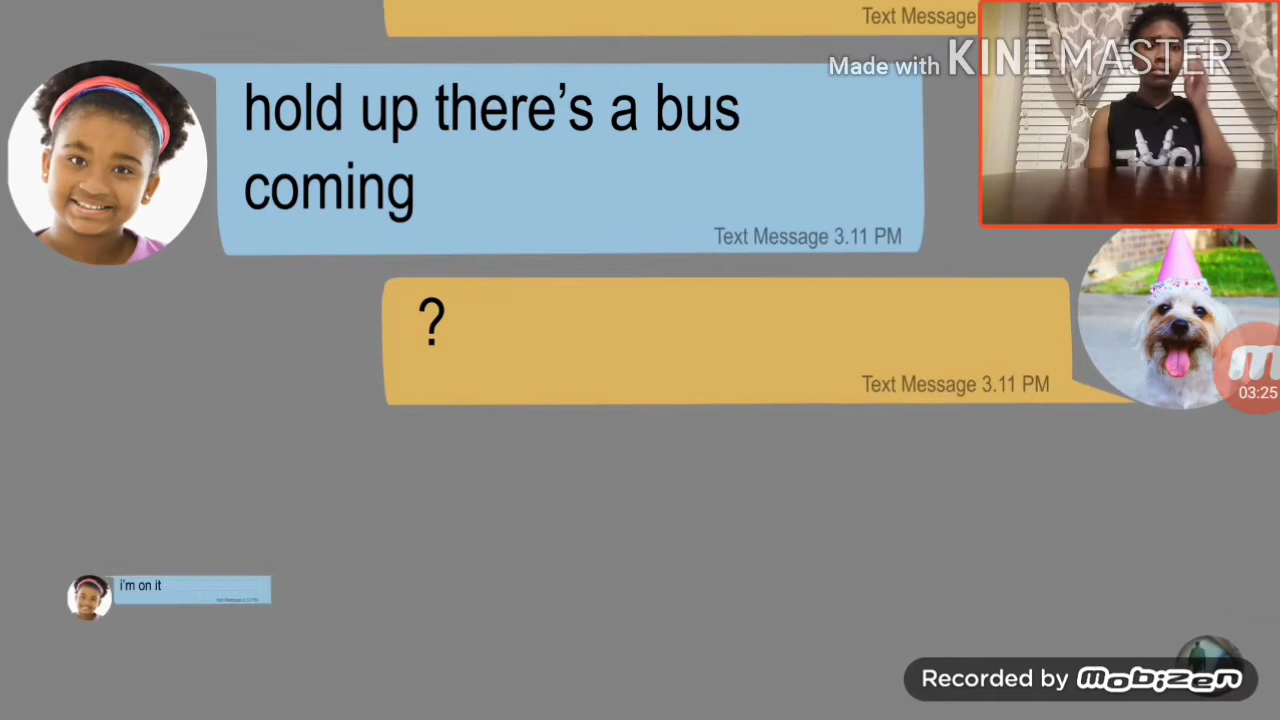 Text Message
Made with KINEMASTER
hold up there's a bus
coming
Text Message 3.11 PM
?
Text Message 3.11 PM
03:25
i'm on it
Recorded by mobizen